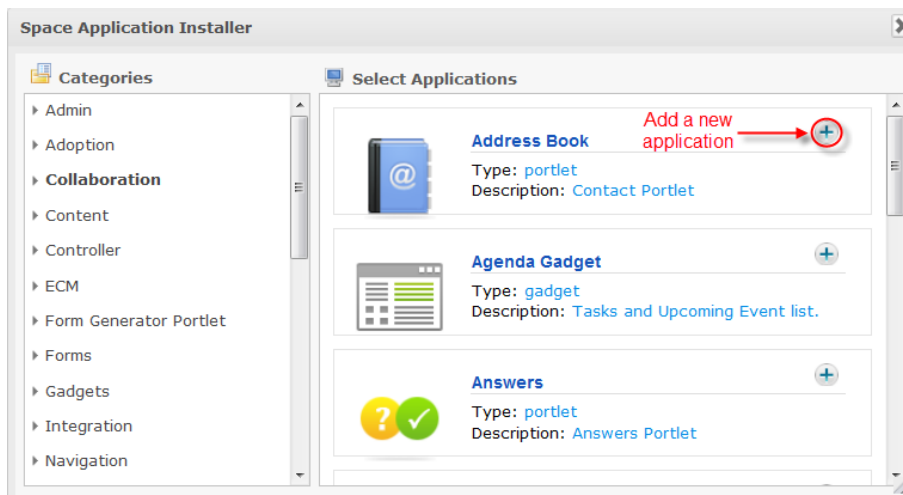 Space Application Installer
Categories
Admin
Adoption
Collaboration
Content
Controller
ECM
Form Generator Portlet
Forms
Gadgets
Integration
Navigation
Select Applications
Address Book
Add a new
application
Type: portlet
Description: Contact Portlet
@
Agenda Gadget
Type: gadget
Description: Tasks and Upcoming Event list.
Answers
Type: portlet
Description: Answers Portlet
?